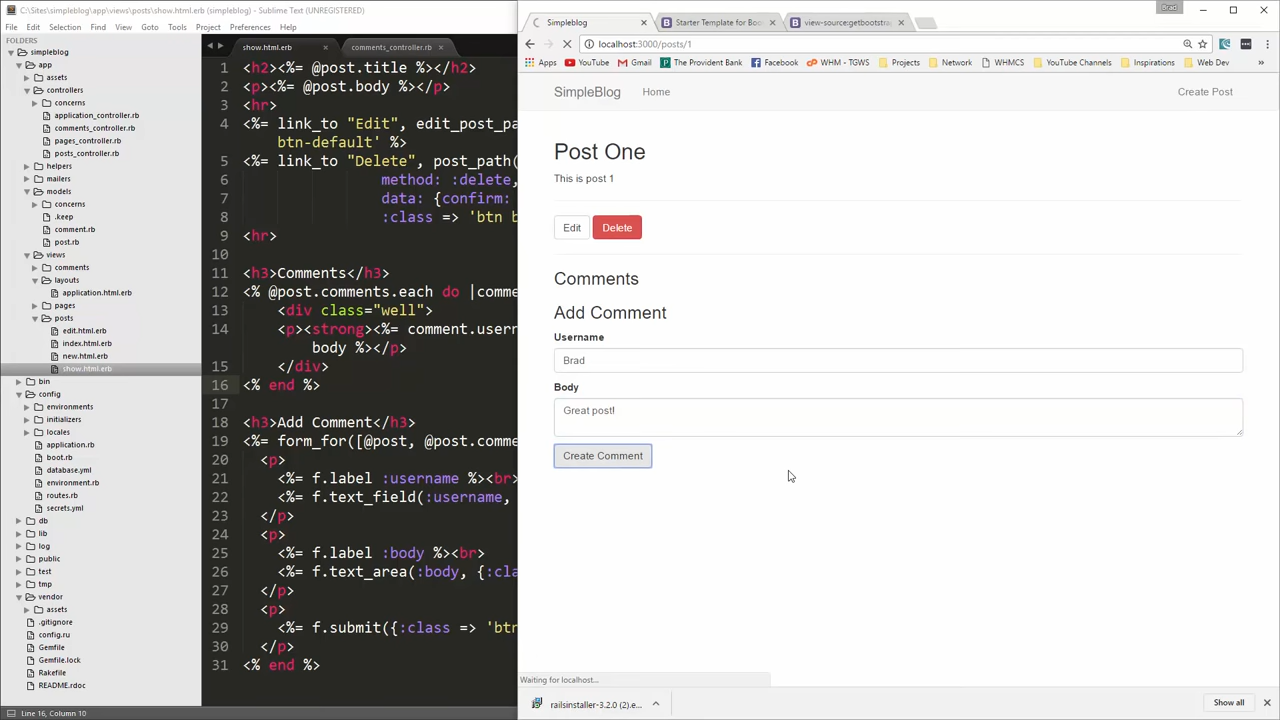 C:\Sites\simpleblog\app\views\posts\show.html.erb (simpleblog) - Sublime Text (UNREGISTERED)
File Edit Selection Find View Goto Tools Project Preferences Help
FOLDERS
simpleblog
app
assets
controllers
concerns
application_controller.rb
comments_controller.rb
pages_controller.rb
posts_controller.rb
helpers
mailers
models
concerns
.keep
comment.rb
post.rb
views
comments
layouts
application.html.erb
pages
posts
edit.html.erb
index.html.erb
new.html.erb
show.html.erb
bin
config
environments
initializers
locales
application.rb
boot.rb
database.yml
environment.rb
routes.rb
secrets.yml
db
lib
log
public
test
tmp
vendor
assets
.gitignore
config.ru
Gemfile
Gemfile.lock
Rakefile
README.rdoc
Line 16, Column 10
show.html.erb comments_controller.rb
1 <h2><%= @post.title %></h2>
2 <p><%= @post.body %></p>
3 <hr>
4 <%= link_to "Edit", edit_post_pa
btn-default' %>
5 <%= link_to "Delete", post_path(
6 method: :delete,
7 data: {confirm:
8 :class => 'btn b
9 <hr>
10
11 <h3>Comments</h3>
12 <% @post.comments.each do |comme
13 <div class="well">
14 <p><strong><%= comment.usern
body %></p>
15 </div>
16 <% end %>
17
18 <h3>Add Comment</h3>
19 <%= form_for([@post, @post.comme
20 <p>
21 <%= f.label :username %><br>
22 <%= f.text_field(:username,
23 </p>
24 <p>
25 <%= f.label :body %><br>
26 <%= f.text_area(:body, {:cla
27 </p>
28 <p>
29 <%= f.submit({:class => 'btn
30 </p>
31 <% end %>
Brad
Simpleblog Starter Template for Boo view-source:getbootstra
localhost:3000/posts/1
Apps YouTube Gmail The Provident Bank Facebook WHM - TGWS Projects Network WHMCS YouTube Channels Inspirations Web Dev
SimpleBlog Home Create Post
Post One
This is post 1
Edit Delete
Comments
Add Comment
Username
Brad
Body
Great post!
Create Comment
Waiting for localhost...
railsinstaller-3.2.0 (2).e... Show all